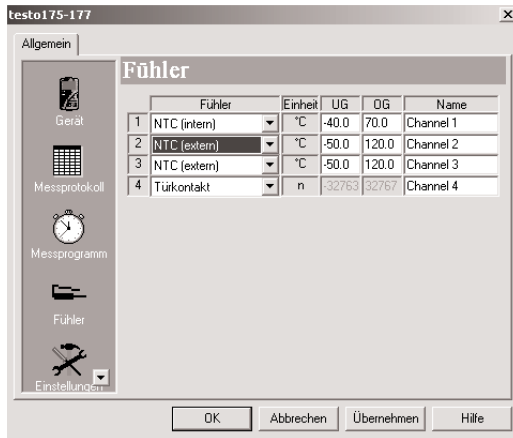 testo175-177
Allgemein
Gerät
Messprotokoll
Messprogramm
Fühler
Einstellungen
Fühler
Fühler Einheit UG OG Name
1 NTC (intern) °C -40.0 70.0 Channel 1
2 NTC (extern) °C -50.0 120.0 Channel 2
3 NTC (extern) °C -50.0 120.0 Channel 3
4 Türkontakt n -32763 32767 Channel 4
OK Abbrechen Übernehmen Hilfe